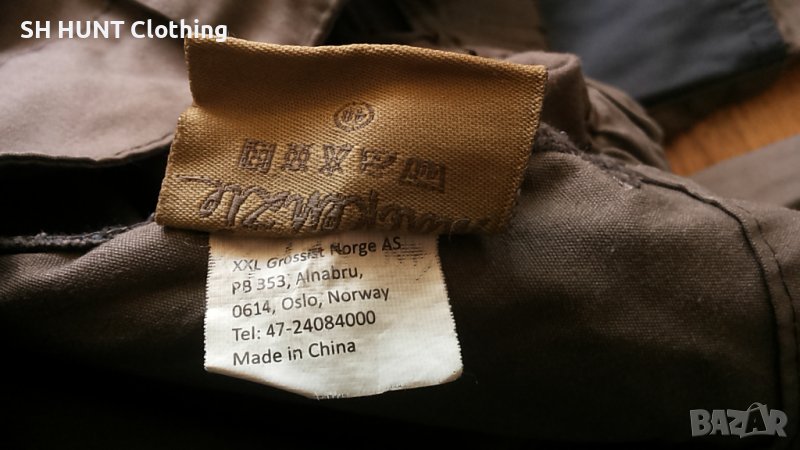 SH HUNT Clothing
40
XXL Grossist Norge AS
PB 353, Alnabru,
0614, Oslo, Norway
Tel: 47-24084000
Made in China
BAZAR